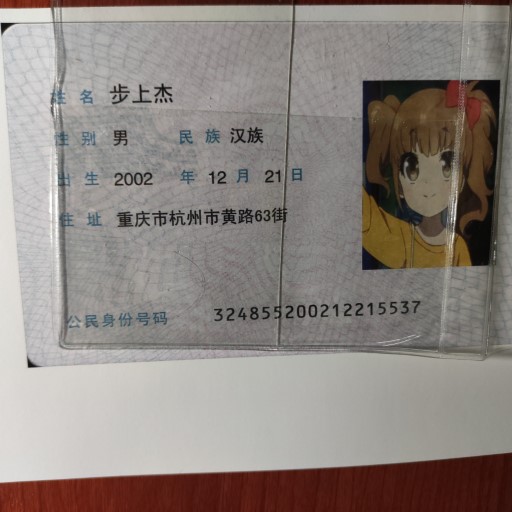 姓名 步上杰
性别 男 民族 汉族
出生 2002 年 12 月 21 日
住址 重庆市杭州市黄路63街
公民身份号码 324855200212215537